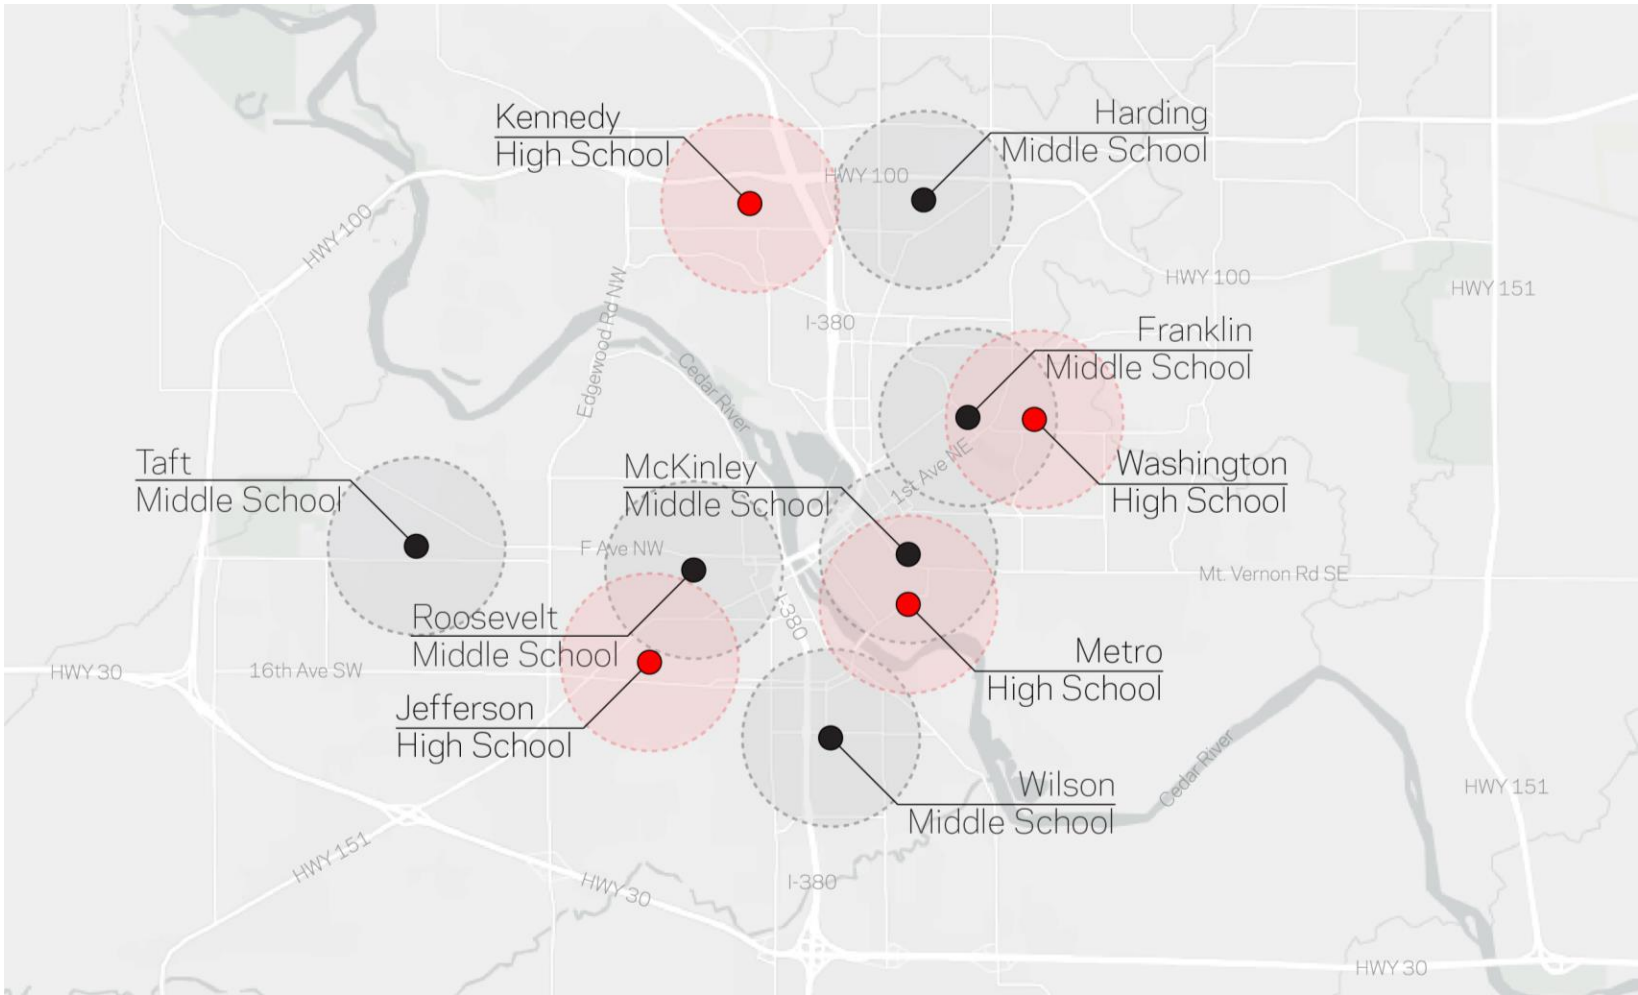 Kennedy
High School
Harding
Middle School
HWY 100
HWY 100
HWY 100
HWY 151
Edgewood Rd NW
I-380
Franklin
Middle School
Cedar River
Taft
Middle School
McKinley
Middle School
1st Ave NE
Washington
High School
F Ave NW
Mt. Vernon Rd SE
I-380
Roosevelt
Middle School
Metro
High School
HWY 30
16th Ave SW
Jefferson
High School
Wilson
Middle School
Cedar River
HWY 151
HWY 151
HWY 30
I-380
HWY 30